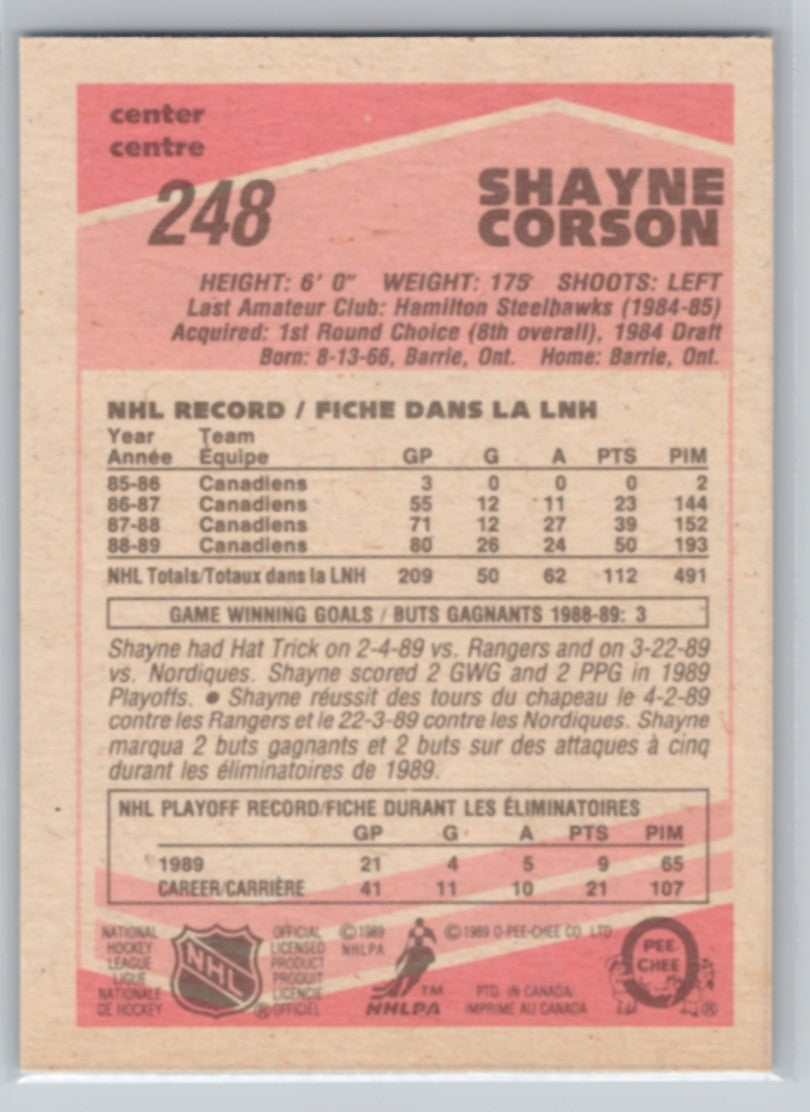 center
centre
248
SHAYNE
CORSON
HEIGHT: 6' 0" WEIGHT: 175 SHOOTS: LEFT
Last Amateur Club: Hamilton Steelhawks (1984-85)
Acquired: 1st Round Choice (8th overall), 1984 Draft
Born: 8-13-66, Barrie, Ont. Home: Barrie, Ont.
NHL RECORD / FICHE DANS LA LNH
Year Team
Année Équipe GP G A PTS PIM
85-86 Canadiens 3 0 0 0 2
86-87 Canadiens 55 12 11 23 144
87-88 Canadiens 71 12 27 39 152
88-89 Canadiens 80 26 24 50 193
NHL Totals/Totaux dans la LNH 209 50 62 112 491
GAME WINNING GOALS / BUTS GAGNANTS 1988-89: 3
Shayne had Hat Trick on 2-4-89 vs. Rangers and on 3-22-89
vs. Nordiques. Shayne scored 2 GWG and 2 PPG in 1989
Playoffs. ● Shayne réussit des tours du chapeau le 4-2-89
contre les Rangers et le 22-3-89 contre les Nordiques. Shayne
marqua 2 buts gagnants et 2 buts sur des attaques à cinq
durant les éliminatoires de 1989.
NHL PLAYOFF RECORD/FICHE DURANT LES ÉLIMINATOIRES
GP G A PTS PIM
1989 21 4 5 9 65
CAREER/CARRIÈRE 41 11 10 21 107
NATIONAL
HOCKEY
LEAGUE
LIGUE
NATIONALE
DE HOCKEY
NHL
®
OFFICIAL
LICENSED
PRODUCT
PRODUIT
LICENCIÉ
OFFICIEL
©1989
NHLPA
TM
NHLPA
©1989 O-PEE-CHEE CO. LTD
PTD. IN CANADA/
IMPRIMÉ AU CANADA
O
PEE-
CHEE
®